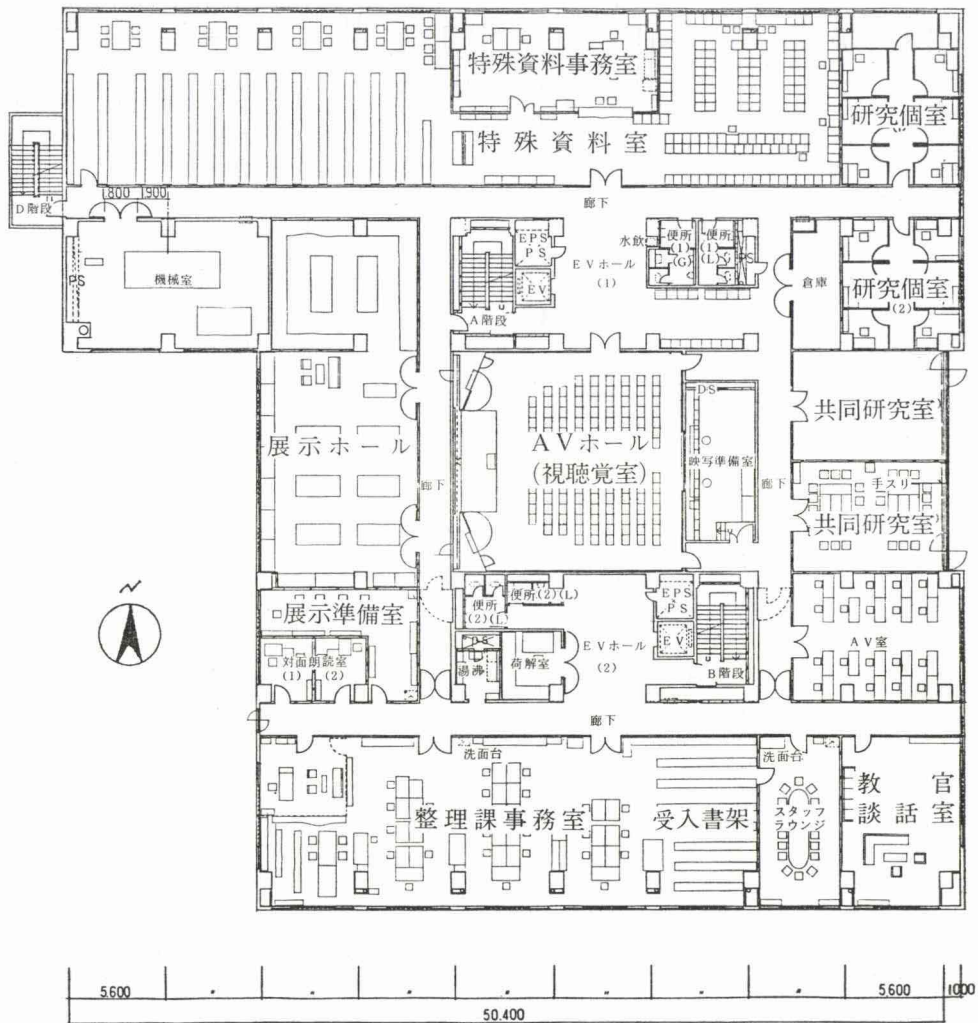 特殊資料事務室
研究個室
(1)
特殊資料室
D階段
1800 1900
廊下
PS
機械室
EPS
PS
EV
A階段
水飲
EVホール
(1)
便所
(1)
(G)
便所
(1)
(L)
PS
倉庫
研究個室
(2)
展示ホール
廊下
AVホール
(視聴覚室)
DS
映写準備室
廊下
共同研究室
手スリ
共同研究室
展示準備室
対面朗読室
(1) (2)
便所
(2)(L)
便所(2)(L)
湯沸
荷解室
EVホール
(2)
EPS
PS
EV
B階段
AV室
廊下
洗面台
整理課事務室
受入書架
洗面台
スタッフ
ラウンジ
教官
談話室
N
5.600 〃 〃 〃 〃 〃 〃 〃 5,600 1000
50.400